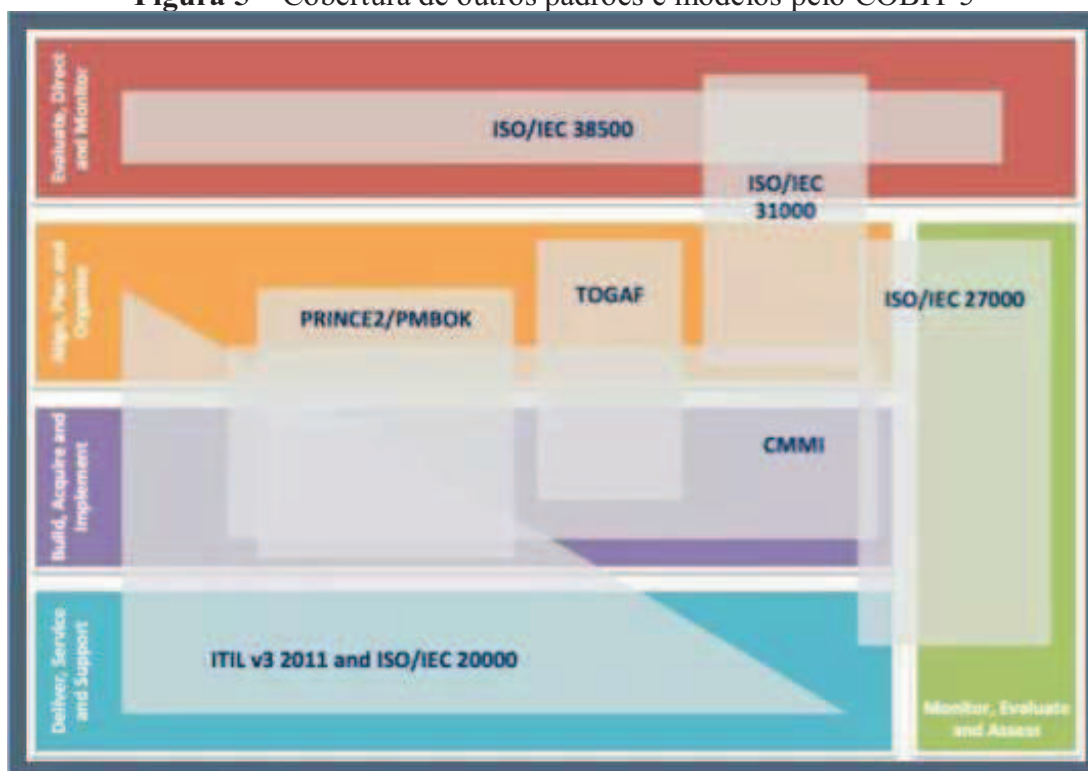 Figura 5 – Cobertura de outros padrões e modelos pelo COBIT 5
Evaluate, Direct
and Monitor
ISO/IEC 38500
ISO/IEC
31000
Align, Plan and
Organise
PRINCE2/PMBOK
TOGAF
ISO/IEC 27000
Build, Acquire and
Implement
CMMI
Deliver, Service
and Support
ITIL v3 2011 and ISO/IEC 20000
Monitor, Evaluate
and Assess